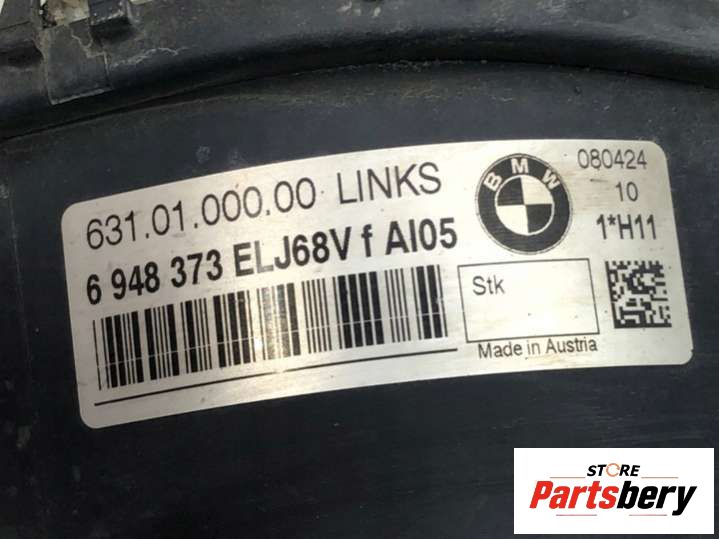 631.01.000.00 LINKS
6 948 373 ELJ68V f AI05
BMW
080424
10
1*H11
Stk
Made in Austria
STORE
Partsbery